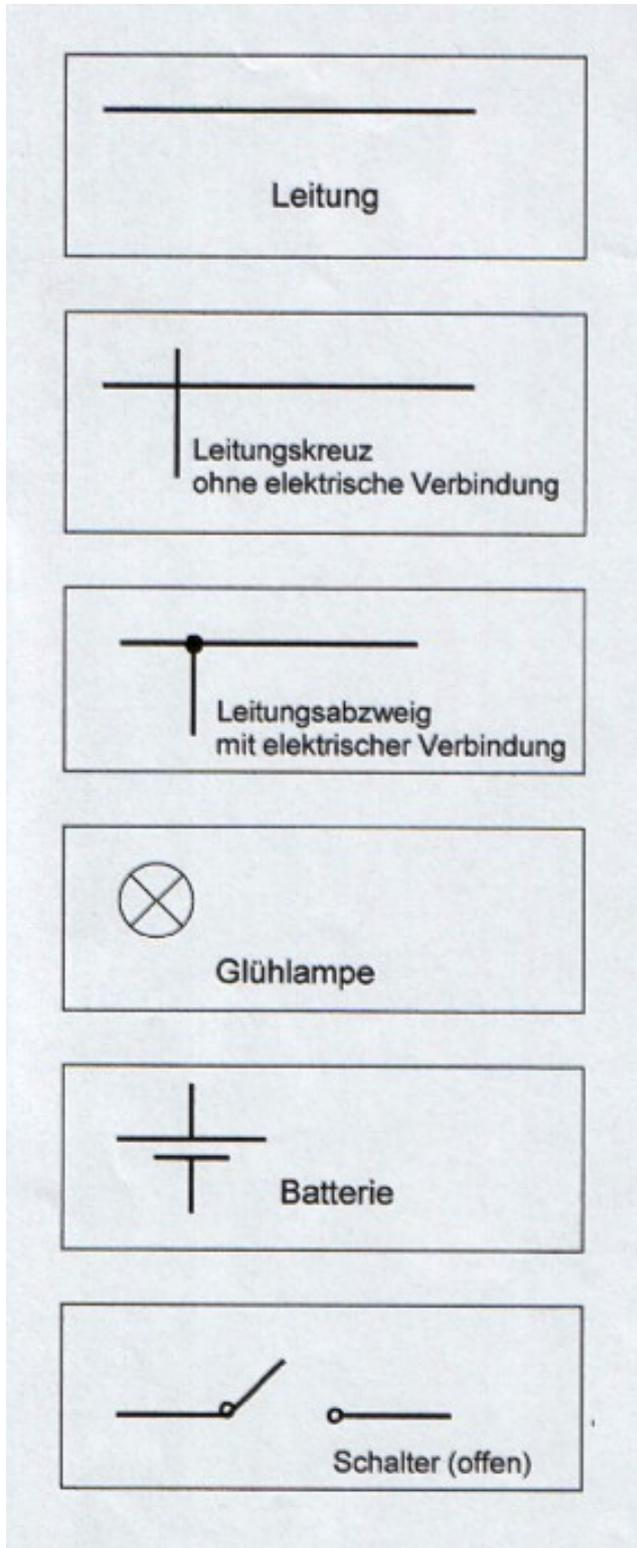 Leitung
Leitungskreuz
ohne elektrische Verbindung
Leitungsabzweig
mit elektrischer Verbindung
Glühlampe
Batterie
Schalter (offen)